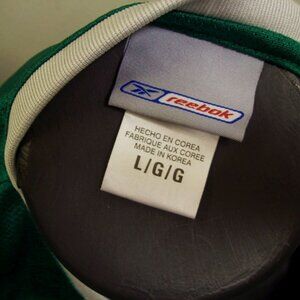 Reebok
HECHO EN COREA
FABRIQUE AUX COREE
MADE IN KOREA
L/G/G